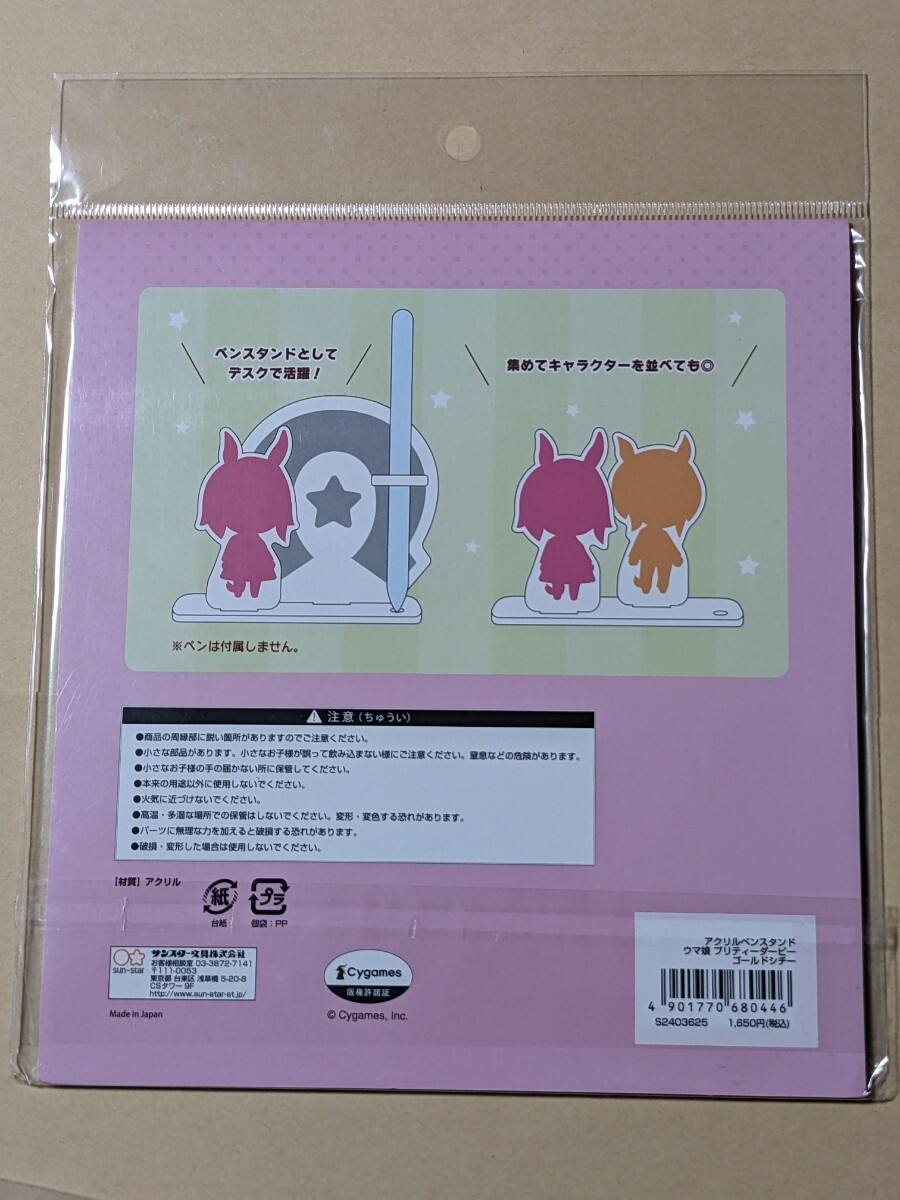 ペンスタンドとして
デスクで活躍！
集めてキャラクターを並べても◎
※ペンは付属しません。
注意（ちゅうい）
●商品の周縁部に鋭い箇所がありますのでご注意ください。
●小さな部品があります。小さなお子様が誤って飲み込まない様にご注意ください。窒息などの危険があります。
●小さなお子様の手の届かない所に保管してください。
●本来の用途以外に使用しないでください。
●火気に近づけないでください。
●高温・多湿な場所での保管はしないでください。変形・変色する恐れがあります。
●パーツに無理な力を加えると破損する恐れがあります。
●破損・変形した場合は使用しないでください。
【材質】アクリル
紙
台紙
プラ
個袋：PP
sun-star
サンスター文具株式会社
お客様相談室 03-3872-7141
〒111-0053
東京都 台東区 浅草橋 5-20-8
CSタワー 9F
http://www.sun-star-st.jp/
Made in Japan
Cygames
版権許諾証
© Cygames, Inc.
アクリルペンスタンド
ウマ娘 プリティーダービー
ゴールドシチー
4 901770 680446
S2403625 1,650円(税込)